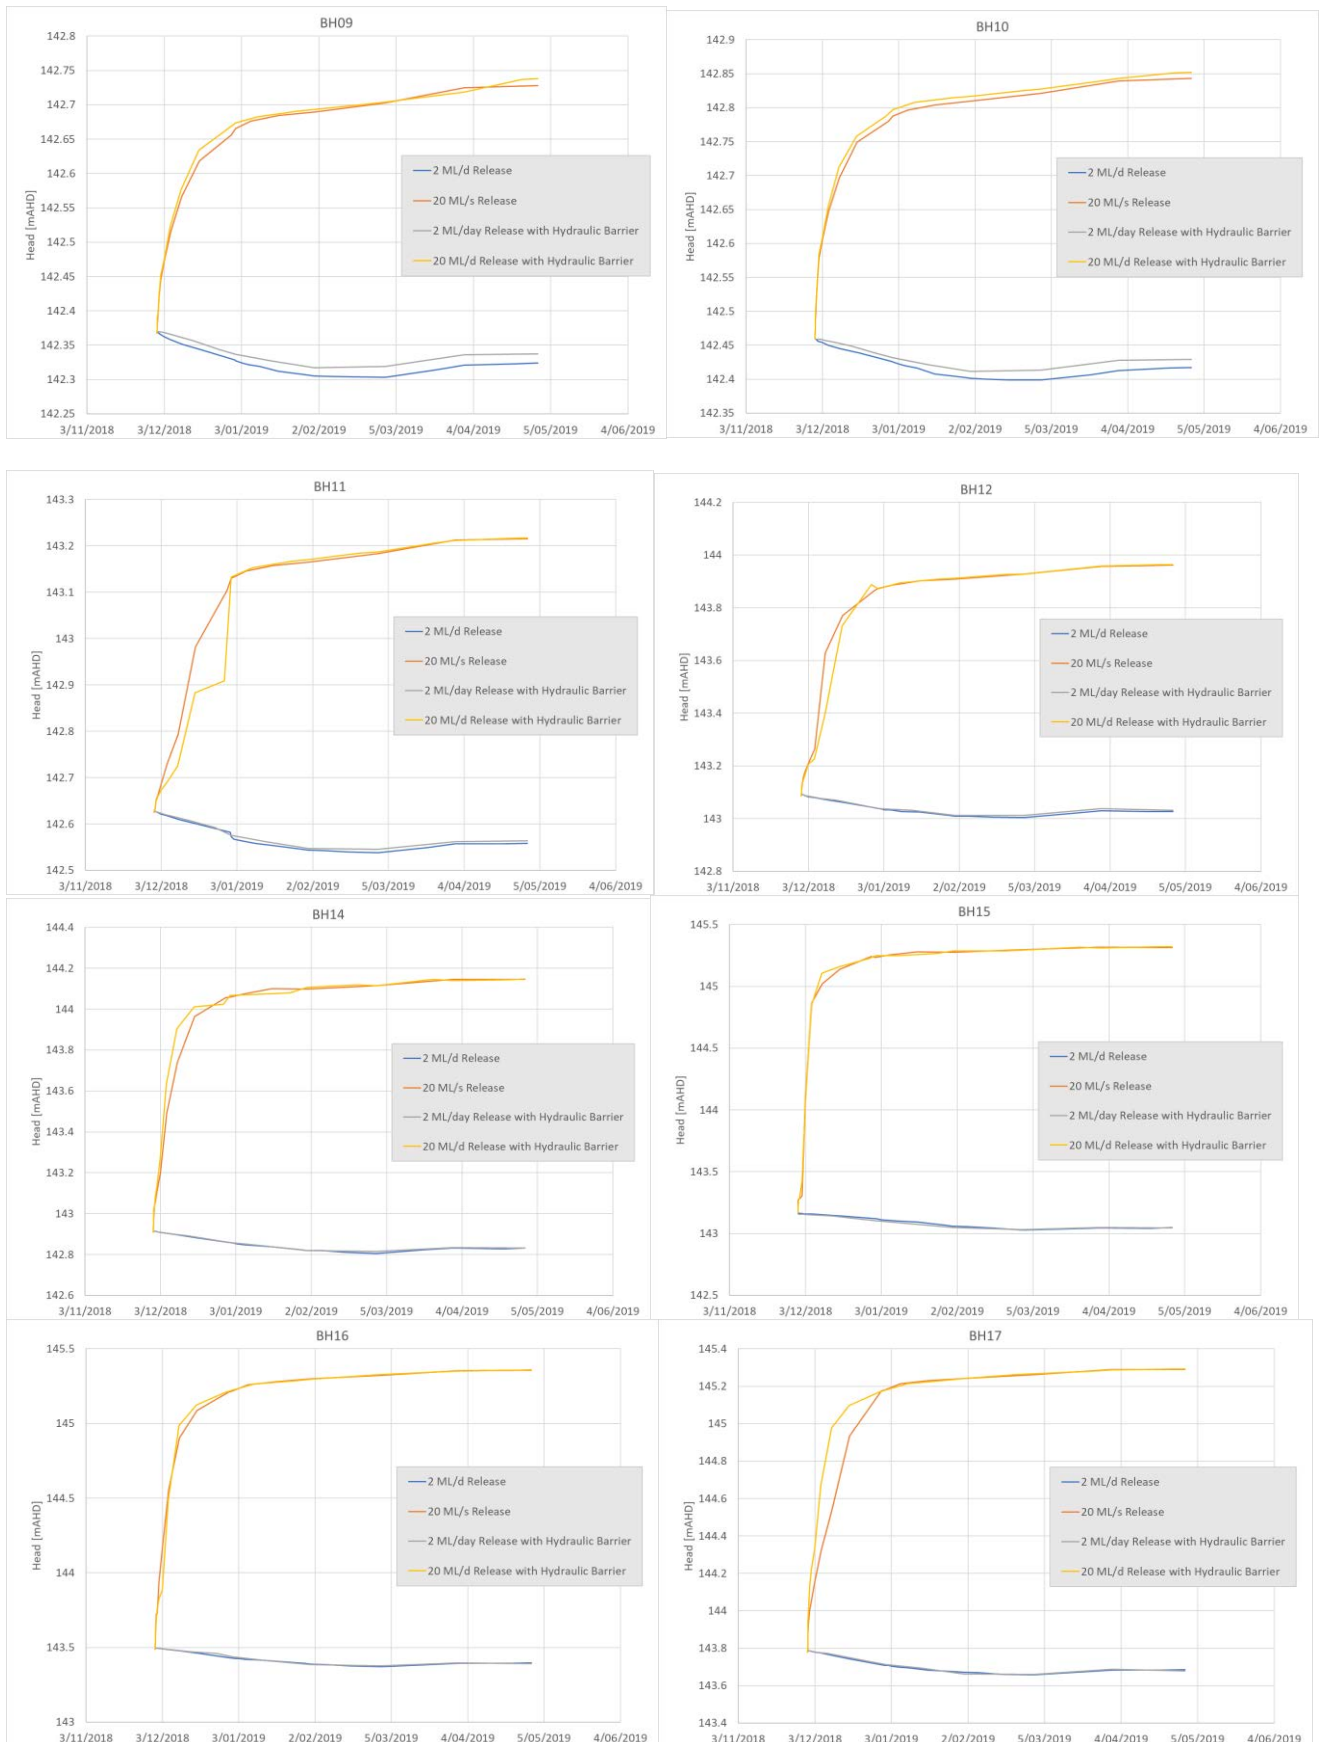 BH09
142.8
142.75
142.7
142.65
142.6
142.55
142.5
142.45
142.4
142.35
142.3
142.25
Head [mAHD]
2 ML/d Release
20 ML/s Release
2 ML/day Release with Hydraulic Barrier
20 ML/d Release with Hydraulic Barrier
3/11/2018 3/12/2018 3/01/2019 2/02/2019 5/03/2019 4/04/2019 5/05/2019 4/06/2019
BH10
142.9
142.85
142.8
142.75
142.7
142.65
142.6
142.55
142.5
142.45
142.4
142.35
Head [mAHD]
2 ML/d Release
20 ML/s Release
2 ML/day Release with Hydraulic Barrier
20 ML/d Release with Hydraulic Barrier
3/11/2018 3/12/2018 3/01/2019 2/02/2019 5/03/2019 4/04/2019 5/05/2019 4/06/2019
BH11
143.3
143.2
143.1
143
142.9
142.8
142.7
142.6
142.5
Head [mAHD]
2 ML/d Release
20 ML/s Release
2 ML/day Release with Hydraulic Barrier
20 ML/d Release with Hydraulic Barrier
3/11/2018 3/12/2018 3/01/2019 2/02/2019 5/03/2019 4/04/2019 5/05/2019 4/06/2019
BH12
144.2
144
143.8
143.6
143.4
143.2
143
142.8
Head [mAHD]
2 ML/d Release
20 ML/s Release
2 ML/day Release with Hydraulic Barrier
20 ML/d Release with Hydraulic Barrier
3/11/2018 3/12/2018 3/01/2019 2/02/2019 5/03/2019 4/04/2019 5/05/2019 4/06/2019
BH14
144.4
144.2
144
143.8
143.6
143.4
143.2
143
142.8
142.6
Head [mAHD]
2 ML/d Release
20 ML/s Release
2 ML/day Release with Hydraulic Barrier
20 ML/d Release with Hydraulic Barrier
3/11/2018 3/12/2018 3/01/2019 2/02/2019 5/03/2019 4/04/2019 5/05/2019 4/06/2019
BH15
145.5
145
144.5
144
143.5
143
142.5
Head [mAHD]
2 ML/d Release
20 ML/s Release
2 ML/day Release with Hydraulic Barrier
20 ML/d Release with Hydraulic Barrier
3/11/2018 3/12/2018 3/01/2019 2/02/2019 5/03/2019 4/04/2019 5/05/2019 4/06/2019
BH16
145.5
145
144.5
144
143.5
143
Head [mAHD]
2 ML/d Release
20 ML/s Release
2 ML/day Release with Hydraulic Barrier
20 ML/d Release with Hydraulic Barrier
3/11/2018 3/12/2018 3/01/2019 2/02/2019 5/03/2019 4/04/2019 5/05/2019 4/06/2019
BH17
145.4
145.2
145
144.8
144.6
144.4
144.2
144
143.8
143.6
143.4
Head [mAHD]
2 ML/d Release
20 ML/s Release
2 ML/day Release with Hydraulic Barrier
20 ML/d Release with Hydraulic Barrier
3/11/2018 3/12/2018 3/01/2019 2/02/2019 5/03/2019 4/04/2019 5/05/2019 4/06/2019